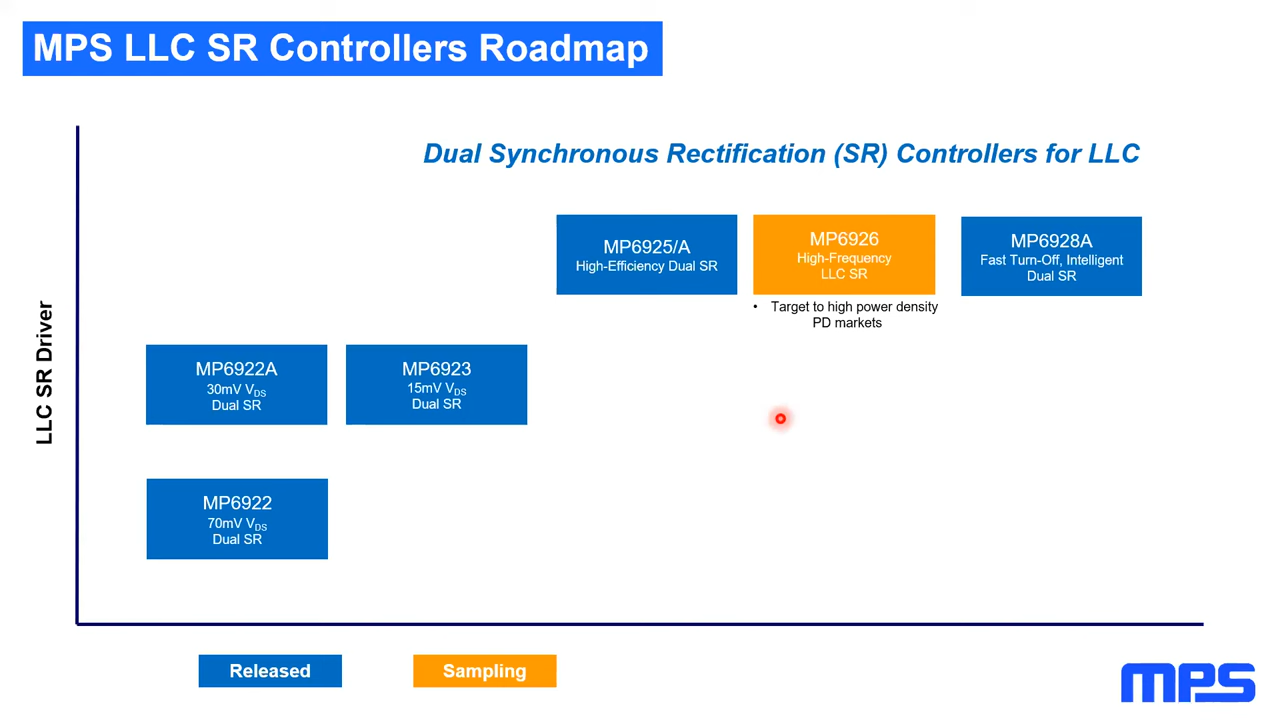 MPS LLC SR Controllers Roadmap
Dual Synchronous Rectification (SR) Controllers for LLC
LLC SR Driver
MP6925/A
High-Efficiency Dual SR
MP6926
High-Frequency
LLC SR
• Target to high power density
PD markets
MP6928A
Fast Turn-Off, Intelligent
Dual SR
MP6922A
30mV VDS
Dual SR
MP6923
15mV VDS
Dual SR
MP6922
70mV VDS
Dual SR
Released
Sampling
MPS